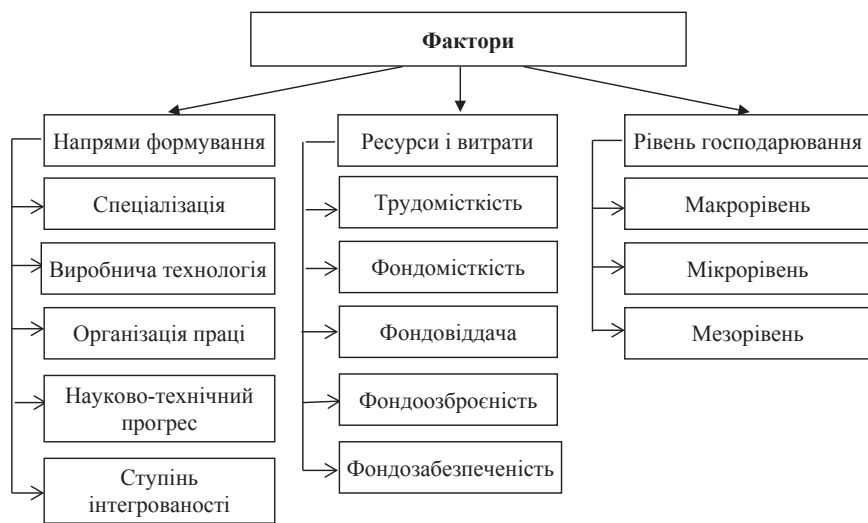 Фактори
Напрями формування
Спеціалізація
Виробнича технологія
Організація праці
Науково-технічний
прогрес
Ступінь
інтегрованості
Ресурси і витрати
Трудомісткість
Фондомісткість
Фондовіддача
Фондоозброєність
Фондозабезпеченість
Рівень господарювання
Макрорівень
Мікрорівень
Мезорівень